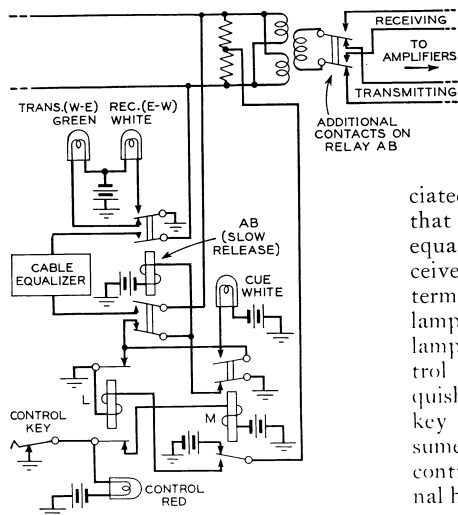 RECEIVING
TO
AMPLIFIERS
TRANSMITTING
ADDITIONAL
CONTACTS ON
RELAY AB
TRANS.(W-E)
GREEN
REC.(E-W)
WHITE
AB
(SLOW
RELEASE)
CABLE
EQUALIZER
CUE
WHITE
L
M
CONTROL
KEY
CONTROL
RED
ciated
that
equa
ceive
term
lamp
lamp
trol
quish
key
sume
contr
nal h